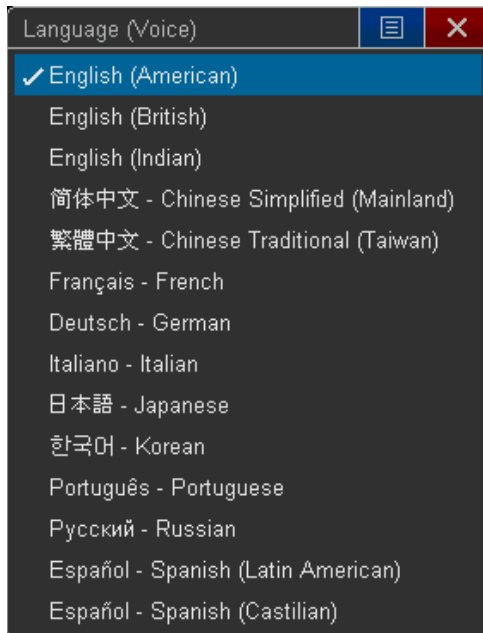 Language (Voice)
English (American)
English (British)
English (Indian)
简体中文 - Chinese Simplified (Mainland)
繁體中文 - Chinese Traditional (Taiwan)
Français - French
Deutsch - German
Italiano - Italian
日本語 - Japanese
한국어 - Korean
Português - Portuguese
Русский - Russian
Español - Spanish (Latin American)
Español - Spanish (Castilian)